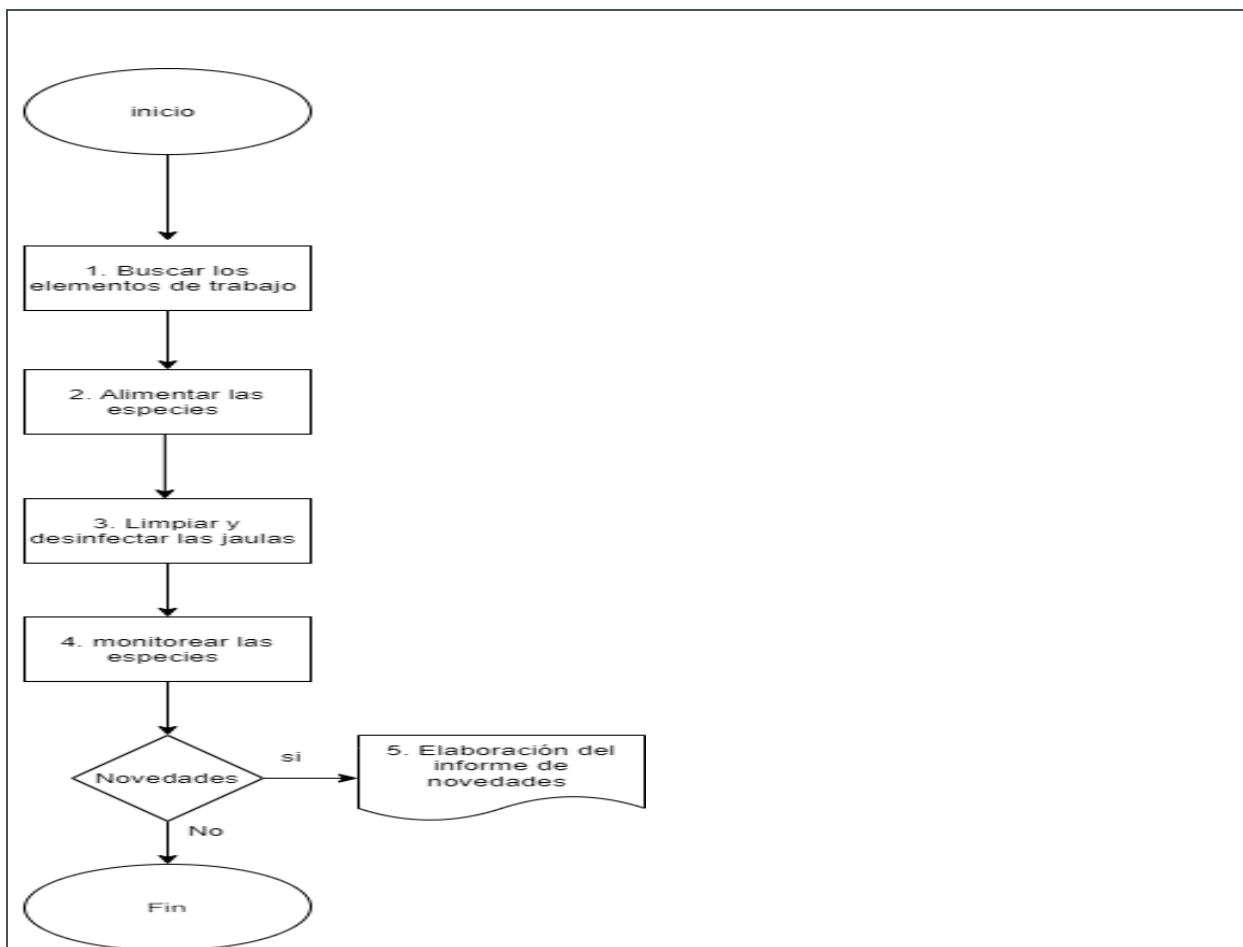 inicio
1. Buscar los
elementos de trabajo
2. Alimentar las
especies
3. Limpiar y
desinfectar las jaulas
4. monitorear las
especies
Novedades
si
5. Elaboración del
informe de
novedades
No
Fin